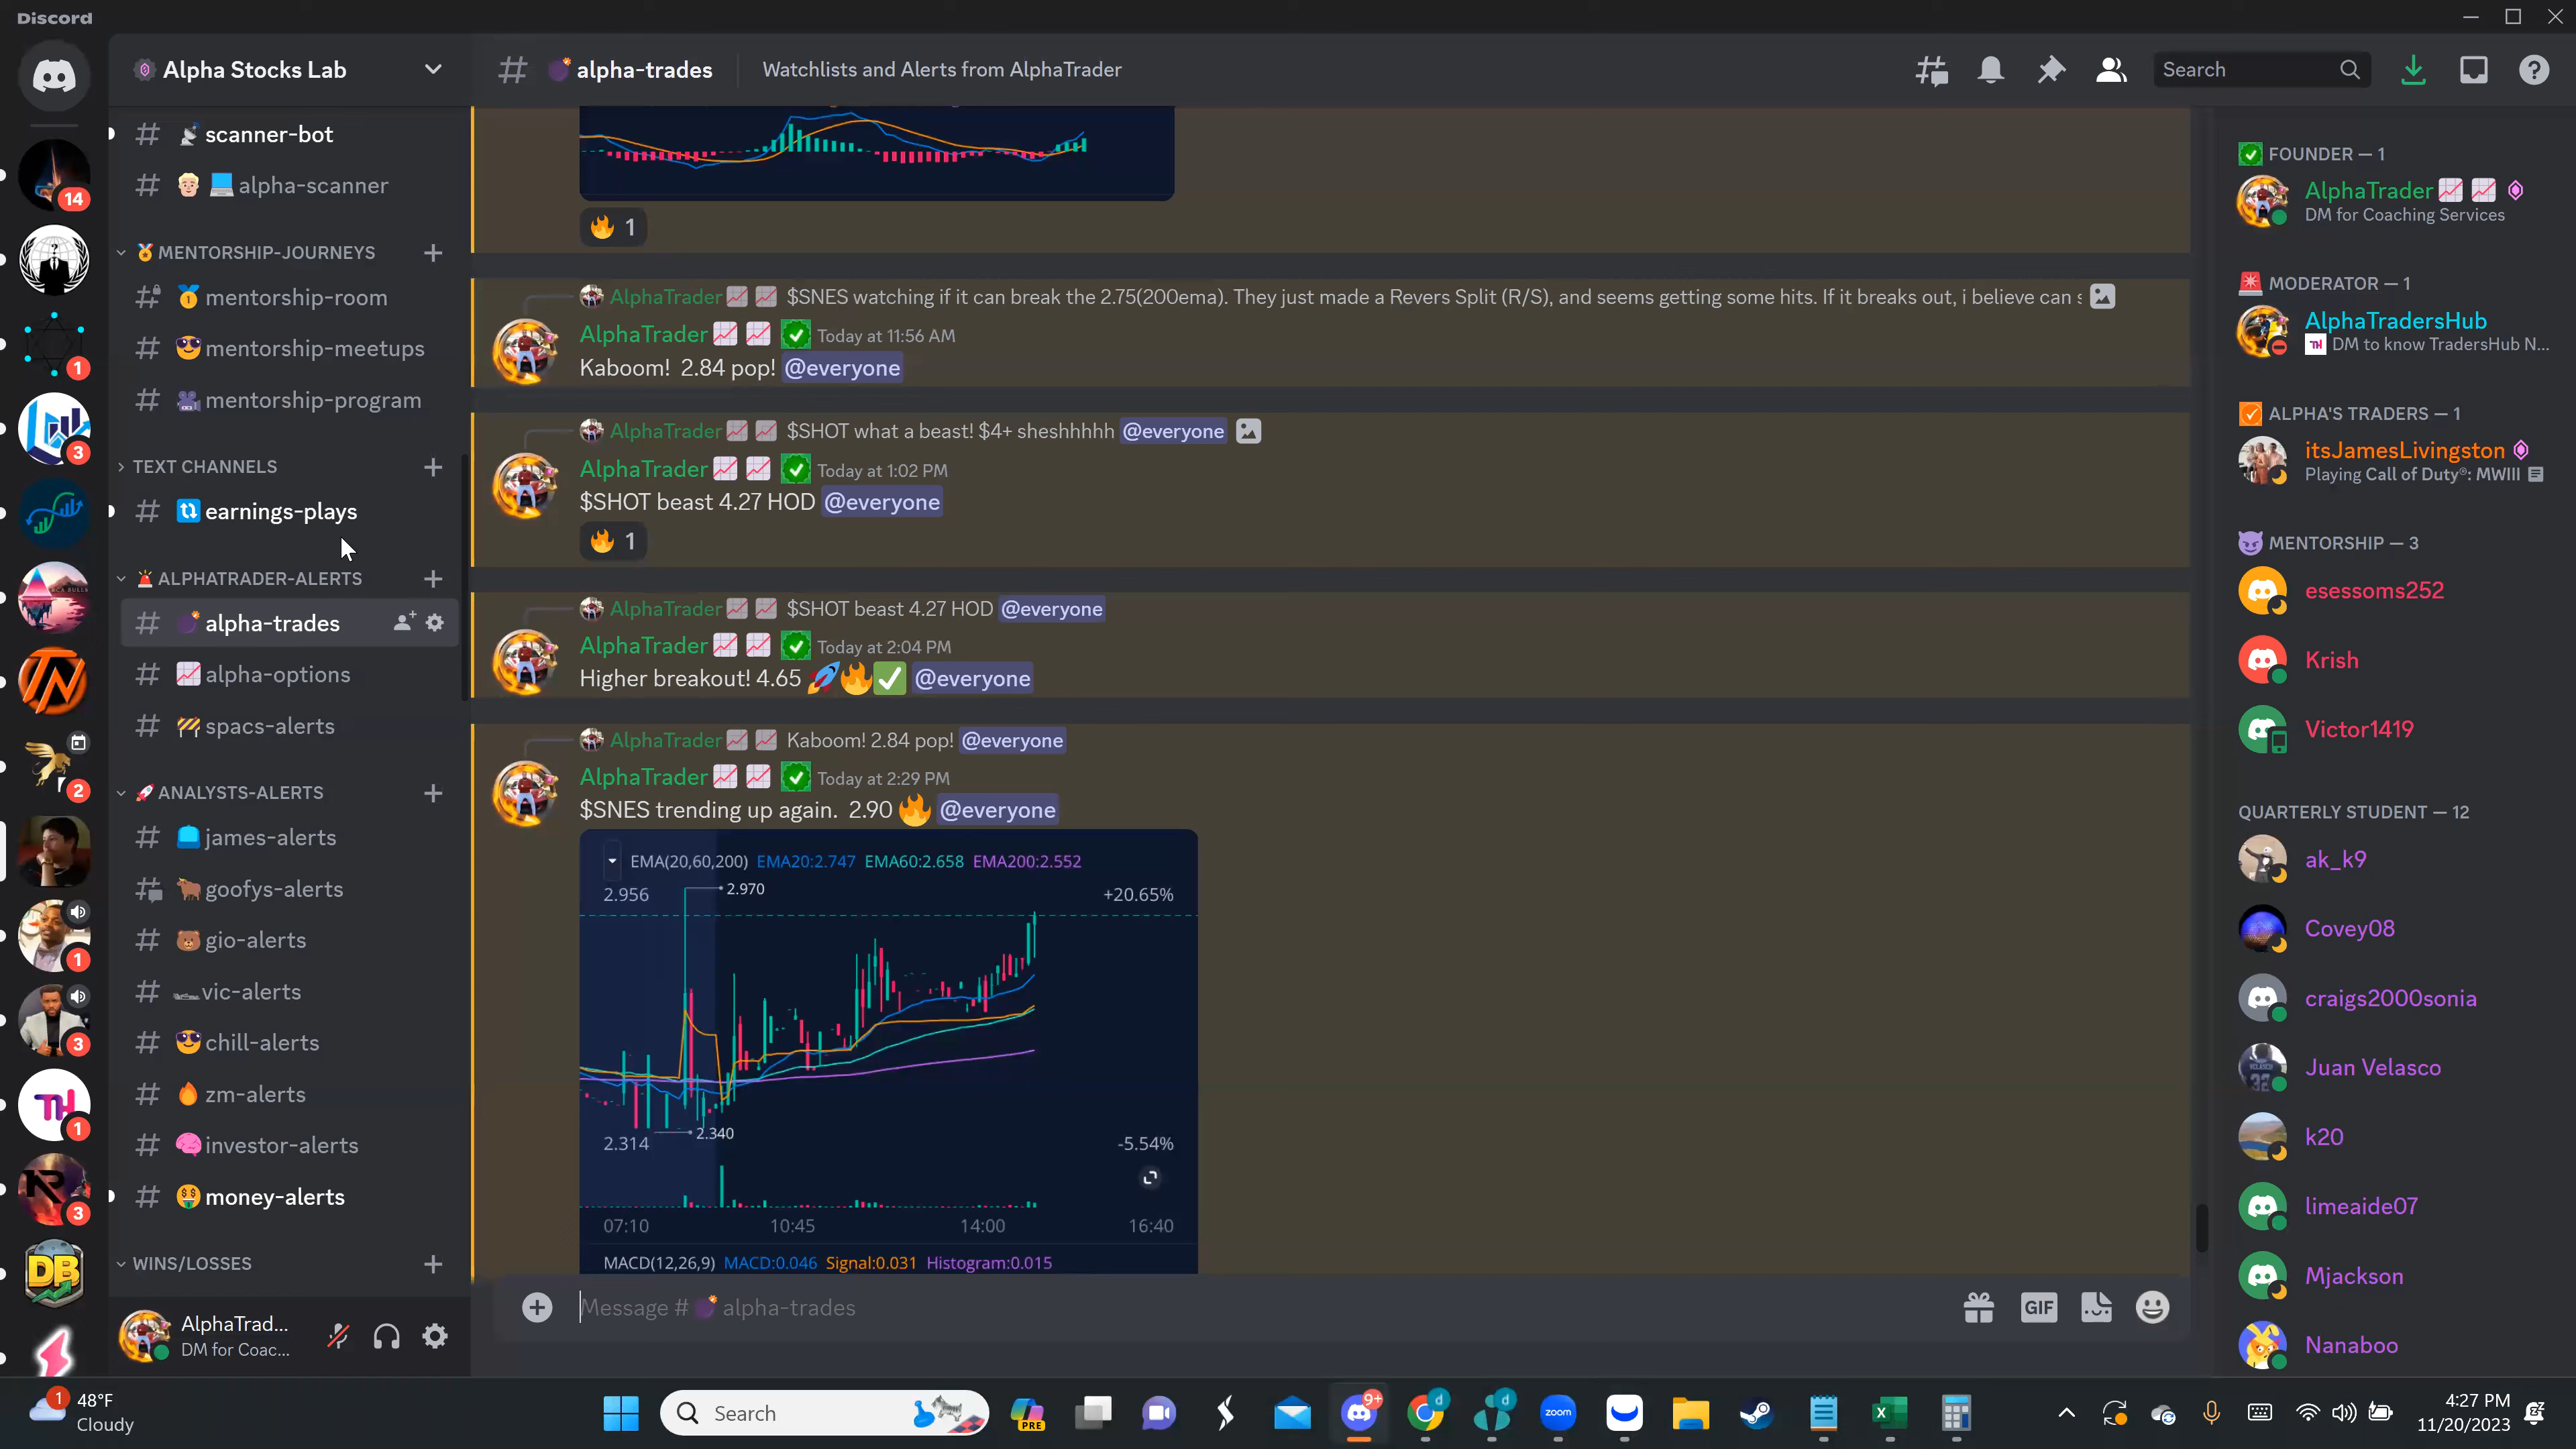 Discord
Alpha Stocks Lab
alpha-trades
Watchlists and Alerts from AlphaTrader
Search
14
1
3
2
1
3
1
3
scanner-bot
alpha-scanner
MENTORSHIP-JOURNEYS
mentorship-room
mentorship-meetups
mentorship-program
TEXT CHANNELS
earnings-plays
ALPHATRADER-ALERTS
alpha-trades
alpha-options
spacs-alerts
ANALYSTS-ALERTS
james-alerts
goofys-alerts
gio-alerts
vic-alerts
chill-alerts
zm-alerts
investor-alerts
money-alerts
WINS/LOSSES
AlphaTrad...
DM for Coac...
1
AlphaTrader $SNES watching if it can break the 2.75(200ema). They just made a Revers Split (R/S), and seems getting some hits. If it breaks out, i believe can s
AlphaTrader Today at 11:56 AM
Kaboom! 2.84 pop! @everyone
AlphaTrader $SHOT what a beast! $4+ sheshhhhh @everyone
AlphaTrader Today at 1:02 PM
$SHOT beast 4.27 HOD @everyone
1
AlphaTrader $SHOT beast 4.27 HOD @everyone
AlphaTrader Today at 2:04 PM
Higher breakout! 4.65 @everyone
AlphaTrader Kaboom! 2.84 pop! @everyone
AlphaTrader Today at 2:29 PM
$SNES trending up again. 2.90 @everyone
EMA(20,60,200) EMA20:2.747 EMA60:2.658 EMA200:2.552
2.956 2.970 +20.65%
2.314 2.340 -5.54%
07:10 10:45 14:00 16:40
MACD(12,26,9) MACD:0.046 Signal:0.031 Histogram:0.015
Message # alpha-trades
GIF
FOUNDER — 1
AlphaTrader
DM for Coaching Services
MODERATOR — 1
AlphaTradersHub
TH DM to know TradersHub N...
ALPHA'S TRADERS — 1
itsJamesLivingston
Playing Call of Duty®: MWIII
MENTORSHIP — 3
esessoms252
Krish
Victor1419
QUARTERLY STUDENT — 12
ak_k9
Covey08
craigs2000sonia
Juan Velasco
k20
limeaide07
Mjackson
Nanaboo
1
48°F
Cloudy
Search
PRE
9+
zoom
4:27 PM
11/20/2023